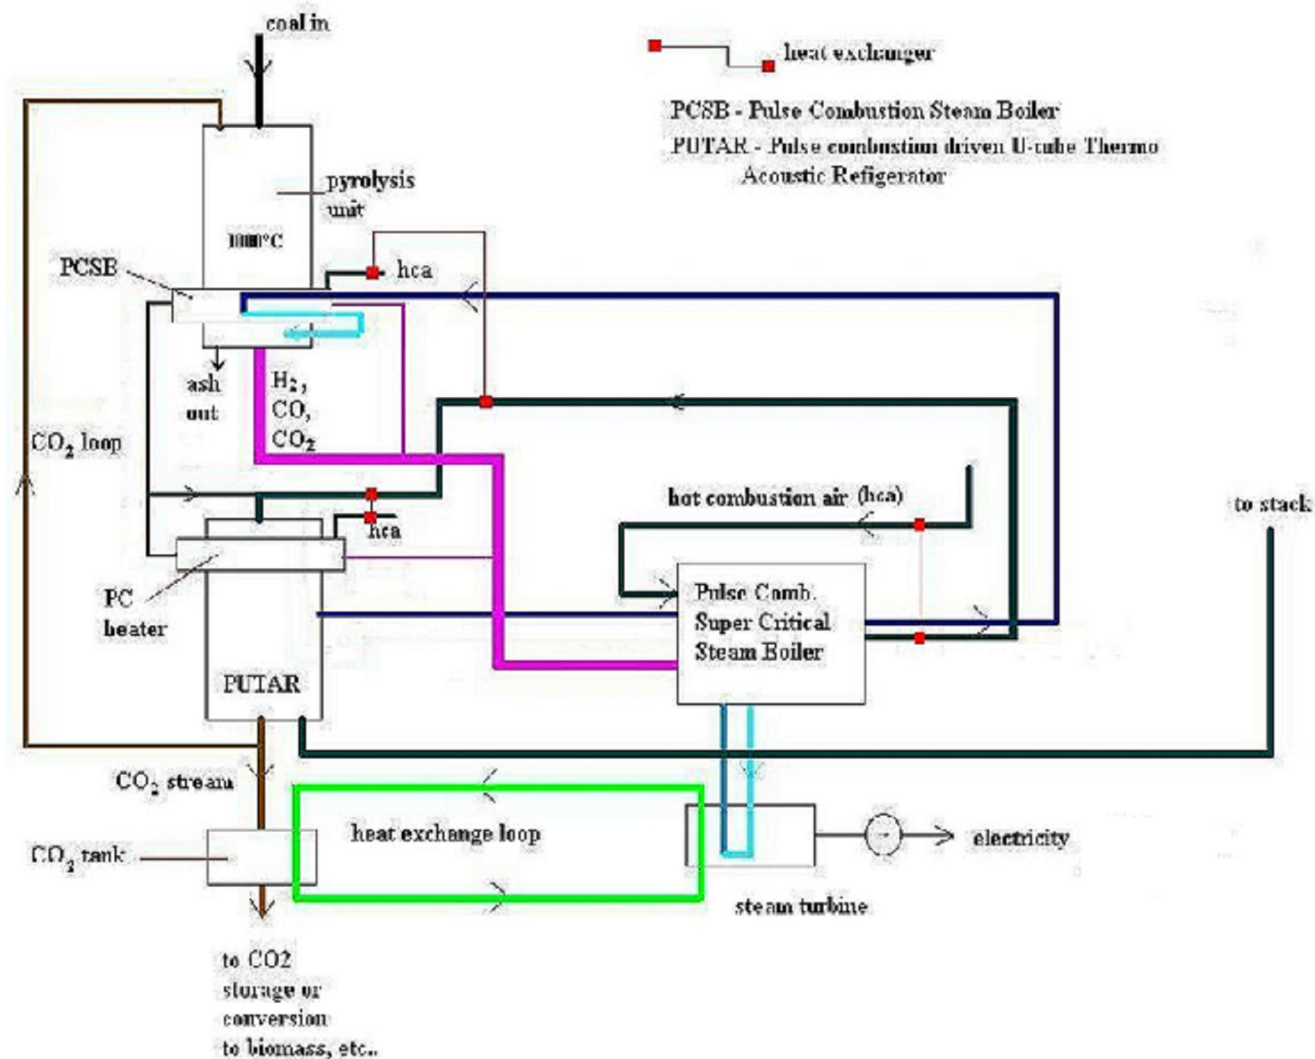 coal in
heat exchanger
PCSB - Pulse Combustion Steam Boiler
PUTAR - Pulse combustion driven U-tube Thermo
Acoustic Refigerator
pyrolysis
unit
1000°C
PCSB
hca
ash
out
H₂,
CO,
CO₂
CO₂ loop
hot combustion air (hca)
to stack
hca
PC
heater
Pulse Comb.
Super Critical
Steam Boiler
PUTAR
CO₂ stream
heat exchange loop
CO₂ tank
electricity
steam turbine
to CO2
storage or
conversion
to biomass, etc..